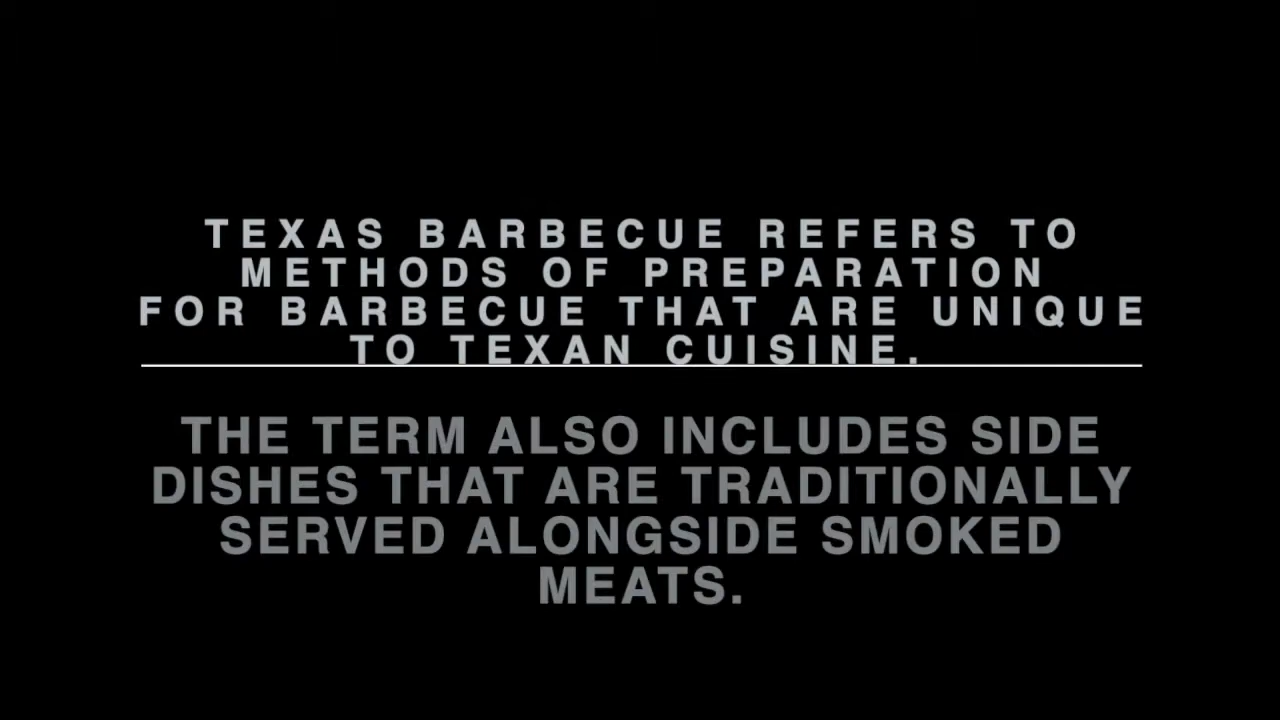 TEXAS BARBECUE REFERS TO
METHODS OF PREPARATION
FOR BARBECUE THAT ARE UNIQUE
TO TEXAN CUISINE.
THE TERM ALSO INCLUDES SIDE
DISHES THAT ARE TRADITIONALLY
SERVED ALONGSIDE SMOKED
MEATS.